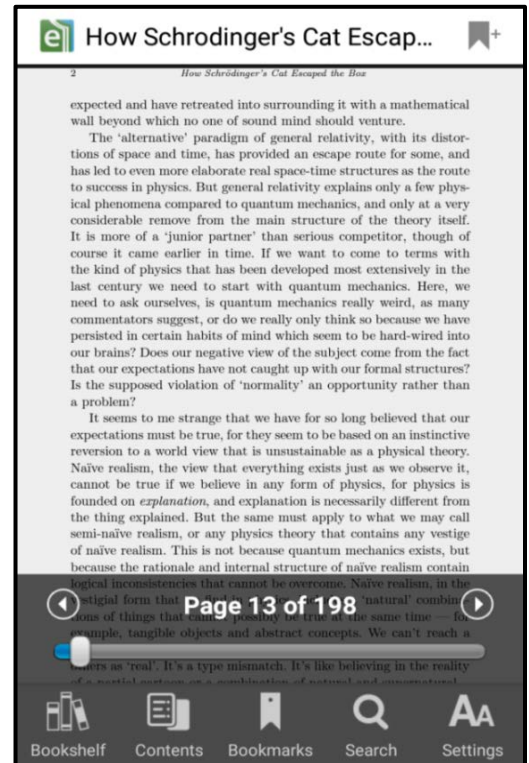 How Schrodinger's Cat Escap...
2 How Schrödinger's Cat Escaped the Box
expected and have retreated into surrounding it with a mathematical
wall beyond which no one of sound mind should venture.
The ‘alternative’ paradigm of general relativity, with its distor-
tions of space and time, has provided an escape route for some, and
has led to even more elaborate real space-time structures as the route
to success in physics. But general relativity explains only a few phys-
ical phenomena compared to quantum mechanics, and only at a very
considerable remove from the main structure of the theory itself.
It is more of a ‘junior partner’ than serious competitor, though of
course it came earlier in time. If we want to come to terms with
the kind of physics that has been developed most extensively in the
last century we need to start with quantum mechanics. Here, we
need to ask ourselves, is quantum mechanics really weird, as many
commentators suggest, or do we really only think so because we have
persisted in certain habits of mind which seem to be hard-wired into
our brains? Does our negative view of the subject come from the fact
that our expectations have not caught up with our formal structures?
Is the supposed violation of ‘normality’ an opportunity rather than
a problem?
It seems to me strange that we have for so long believed that our
expectations must be true, for they seem to be based on an instinctive
reversion to a world view that is unsustainable as a physical theory.
Naïve realism, the view that everything exists just as we observe it,
cannot be true if we believe in any form of physics, for physics is
founded on explanation, and explanation is necessarily different from
the thing explained. But the same must apply to what we may call
semi-naïve realism, or any physics theory that contains any vestige
of naïve realism. This is not because quantum mechanics exists, but
because the rationale and internal structure of naïve realism contain
logical inconsistencies that cannot be overcome. Naïve realism, in the
vestigial form that ‘natural’ combina-
Page 13 of 198
tions of things that cannot possibly be true at the same time — for
example, tangible objects and abstract concepts. We can't reach a
others as ‘real’. It's a type mismatch. It's like believing in the reality
of a partial cartoon or a combination of natural and supernatural
Bookshelf Contents Bookmarks Search Settings